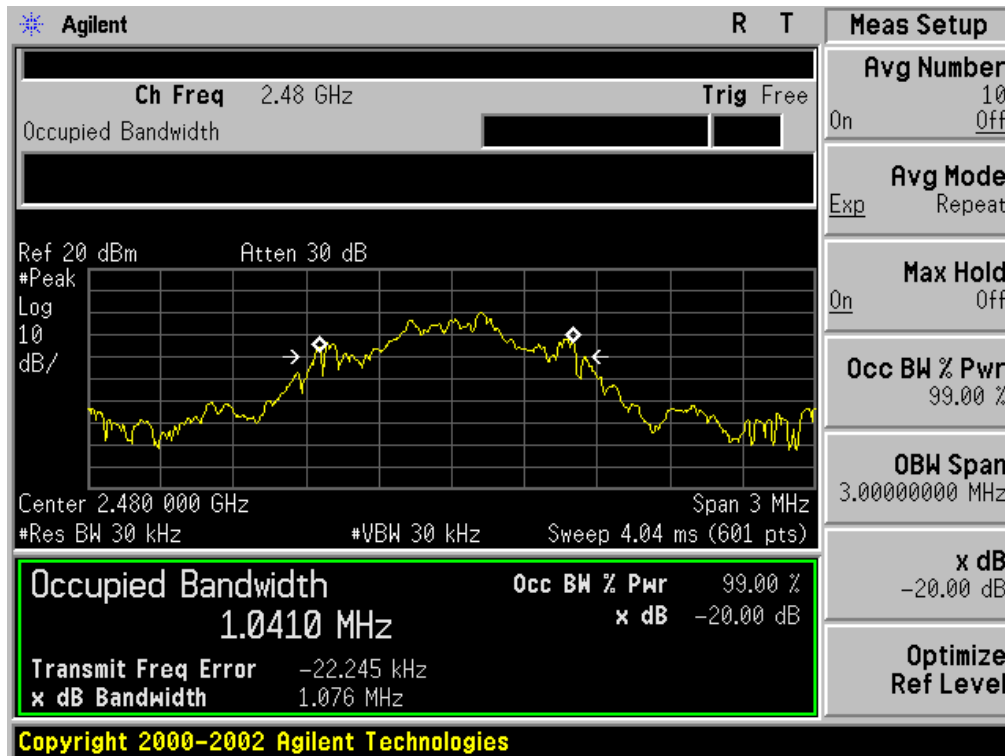 Agilent R T
Ch Freq 2.48 GHz Trig Free
Occupied Bandwidth
Ref 20 dBm Atten 30 dB
#Peak
Log
10
dB/
Center 2.480 000 GHz Span 3 MHz
#Res BW 30 kHz #VBW 30 kHz Sweep 4.04 ms (601 pts)
Occupied Bandwidth Occ BW % Pwr 99.00 %
1.0410 MHz x dB -20.00 dB
Transmit Freq Error -22.245 kHz
x dB Bandwidth 1.076 MHz
Copyright 2000-2002 Agilent Technologies
Meas Setup
Avg Number
10
On Off
Avg Mode
Exp Repeat
Max Hold
On Off
Occ BW % Pwr
99.00 %
OBW Span
3.00000000 MHz
x dB
-20.00 dB
Optimize
Ref Level